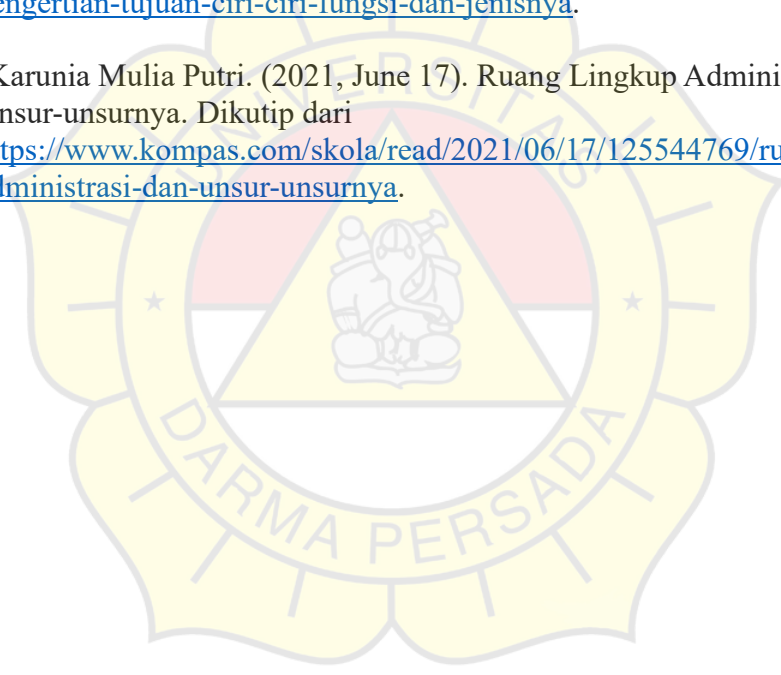 engertian-tujuan-ciri-ciri-fungsi-dan-jenisnya.
Karunia Mulia Putri. (2021, June 17). Ruang Lingkup Admini
nsur-unsurnya. Dikutip dari
tps://www.kompas.com/skola/read/2021/06/17/125544769/ru
dministrasi-dan-unsur-unsurnya.
UNIVERSITAS
DARMA PERSADA